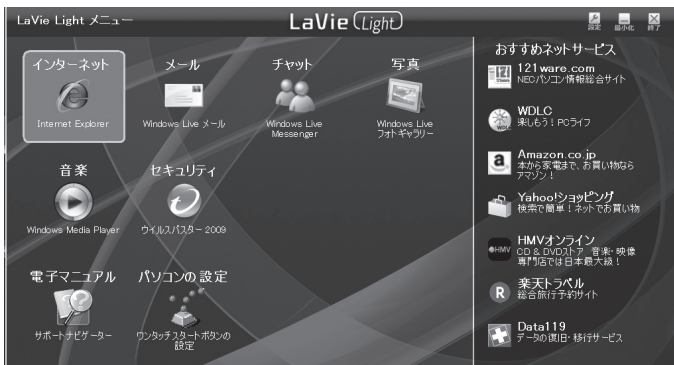 LaVie Light メニュー
LaVie Light
設定
最小化
終了
インターネット
Internet Explorer
メール
Windows Live メール
チャット
Windows Live
Messenger
写真
Windows Live
フォトギャラリー
音楽
Windows Media Player
セキュリティ
ウイルスバスター 2009
電子マニュアル
サポートナビゲーター
パソコンの設定
ワンタッチスタートボタンの
設定
おすすめネットサービス
121
121ware.com
NECパソコン情報総合サイト
WDLC
WDLC
楽しもう！PCライフ
a
Amazon.co.jp
本から家電まで、お買い物なら
アマゾン！
Yahoo!ショッピング
検索で簡単！ネットでお買い物
HMV
HMVオンライン
CD & DVDストア 音楽・映像
専門店では日本最大級！
R
楽天トラベル
総合旅行予約サイト
Data119
データの復旧・移行サービス